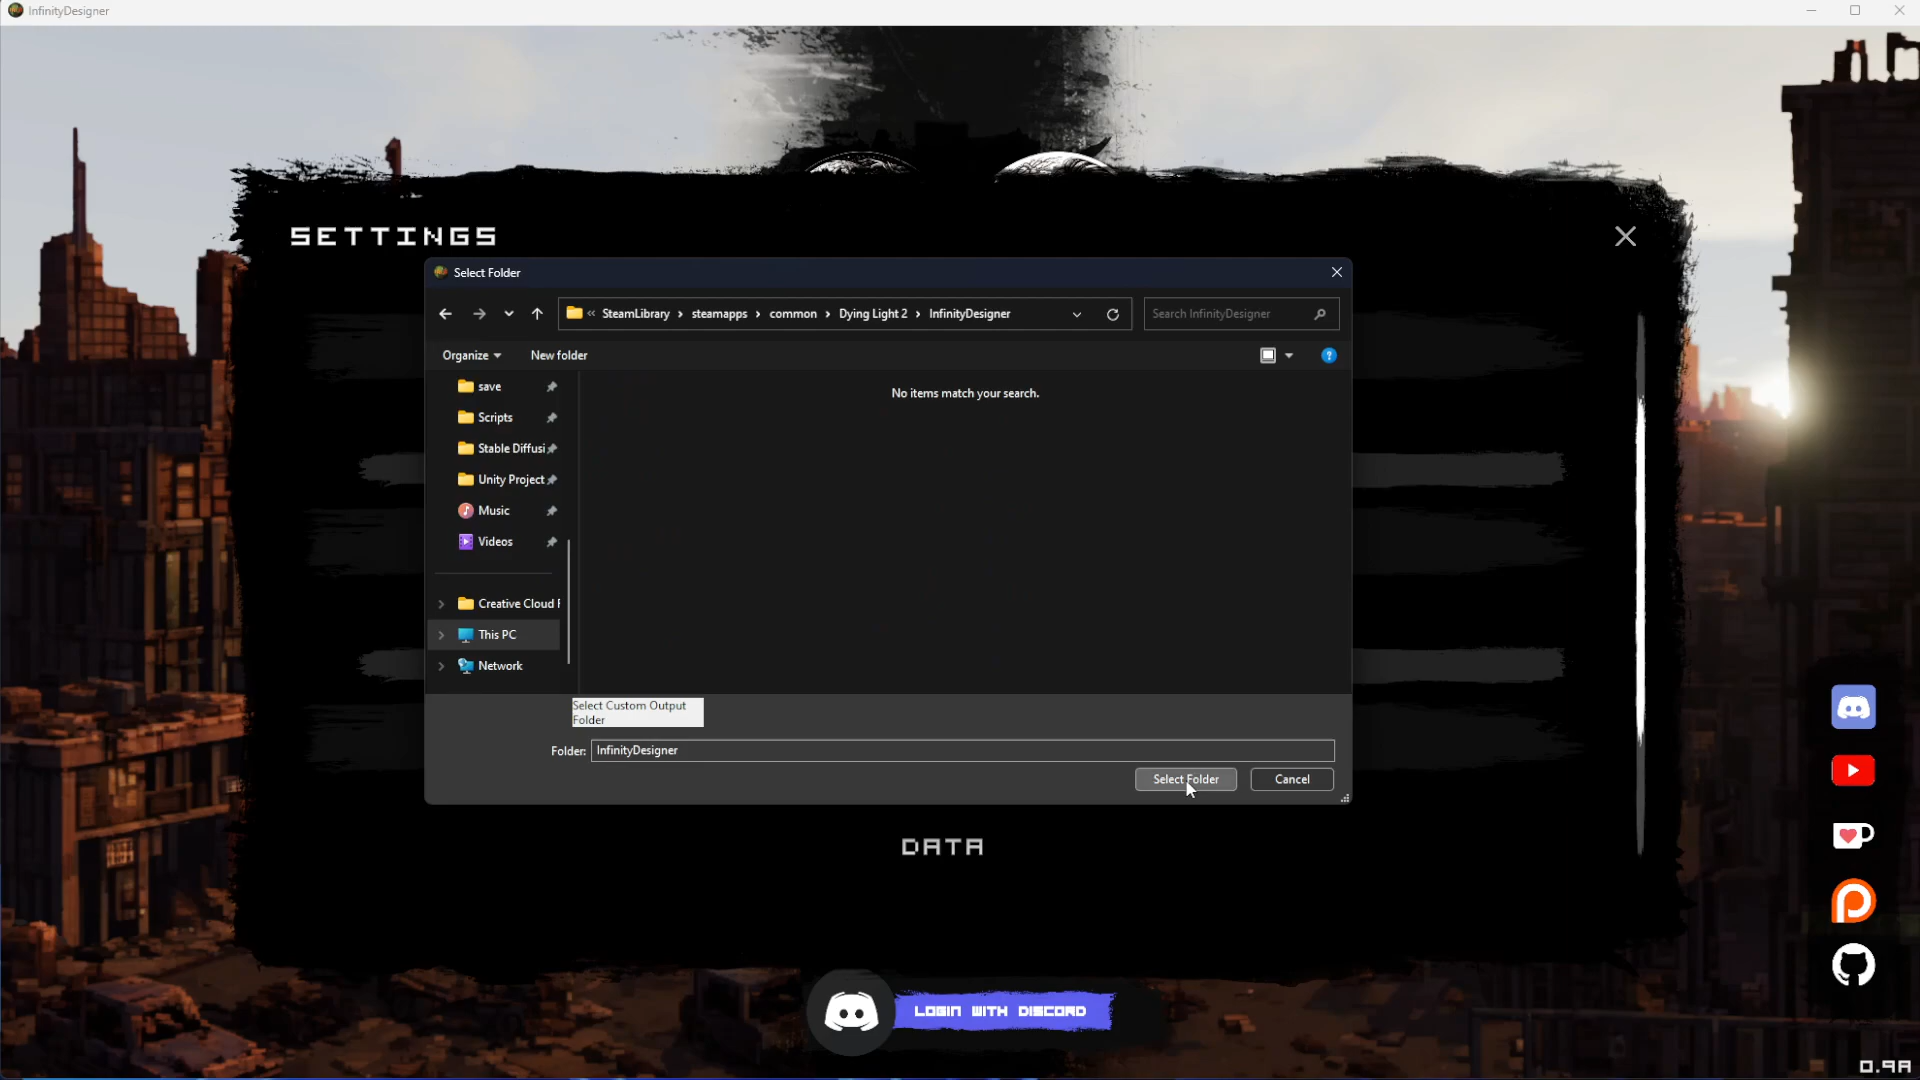 InfinityDesigner
SETTINGS
Select Folder
« SteamLibrary › steamapps › common › Dying Light 2 › InfinityDesigner
Search InfinityDesigner
Organize
New folder
?
save
Scripts
Stable Diffusi
Unity Project
Music
Videos
Creative Cloud F
This PC
Network
No items match your search.
Select Custom Output
Folder
Folder: InfinityDesigner
Select Folder
Cancel
DATA
LOGIN WITH DISCORD
0.9A